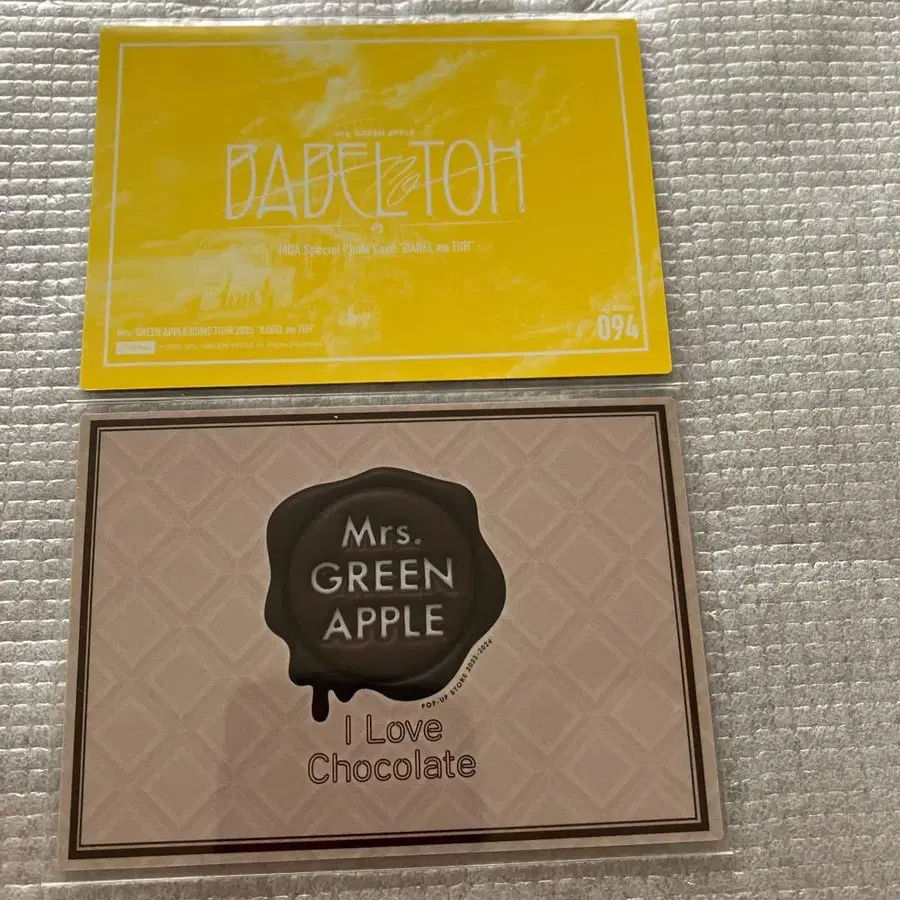 Mrs. GREEN APPLE
BABEL no TOH
MGA Special Photo Card "BABEL no TOH"
094
Mrs. GREEN APPLE DOME TOUR 2025 "BABEL no TOH"
Mrs.
GREEN
APPLE
POP-UP STORE 2023-2024
I Love
Chocolate